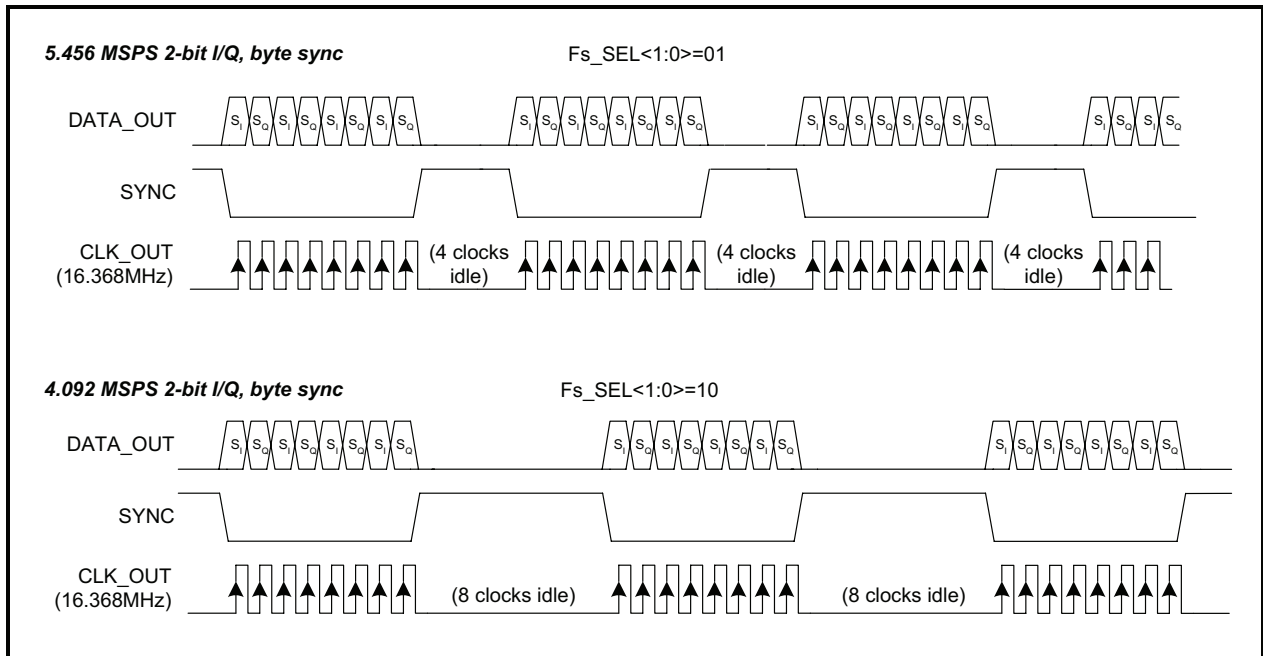 5.456 MSPS 2-bit I/Q, byte sync Fs_SEL<1:0>=01
DATA_OUT SI SQ SI SQ SI SQ SI SQ SI SQ SI SQ SI SQ SI SQ SI SQ SI SQ SI SQ SI SQ SI SQ SI SQ
SYNC
CLK_OUT
(16.368MHz)
(4 clocks
idle)
(4 clocks
idle)
(4 clocks
idle)
4.092 MSPS 2-bit I/Q, byte sync Fs_SEL<1:0>=10
DATA_OUT SI SQ SI SQ SI SQ SI SQ SI SQ SI SQ SI SQ SI SQ SI SQ SI SQ SI SQ SI SQ
SYNC
CLK_OUT
(16.368MHz)
(8 clocks idle) (8 clocks idle)